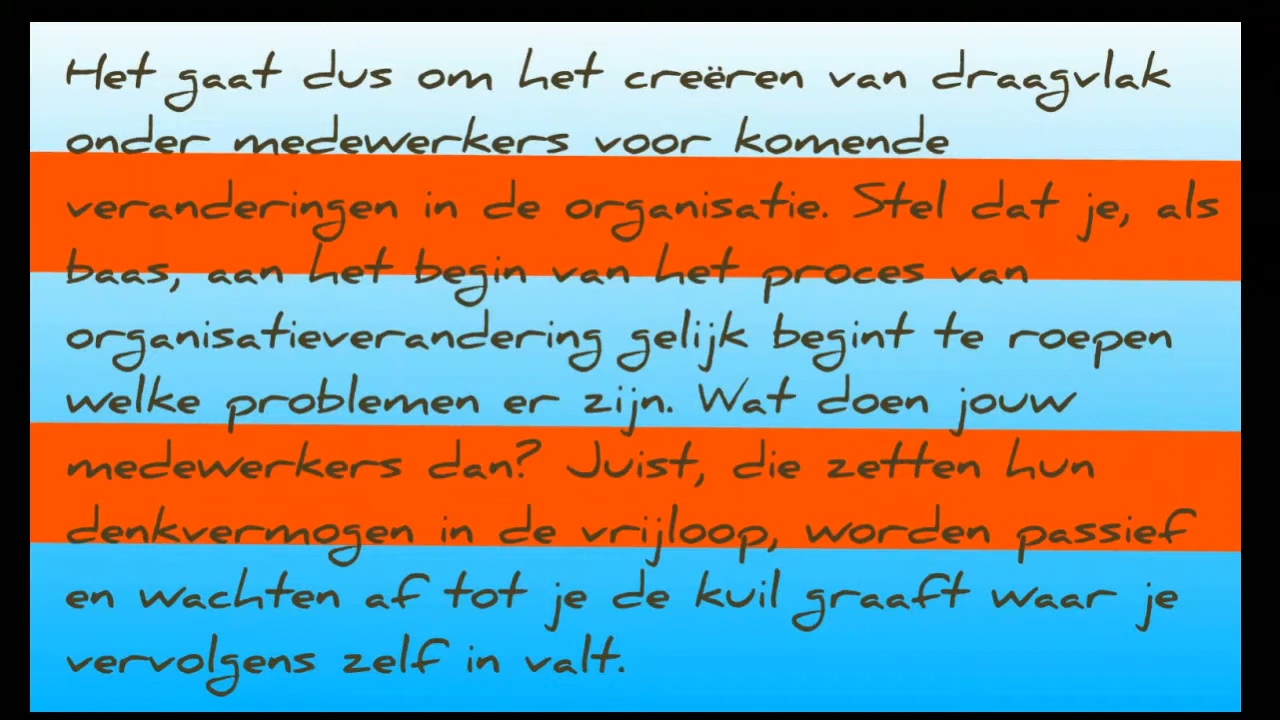 Het gaat dus om het creëren van draagvlak
onder medewerkers voor komende
veranderingen in de organisatie. Stel dat je, als
baas, aan het begin van het proces van
organisatieverandering gelijk begint te roepen
welke problemen er zijn. Wat doen jouw
medewerkers dan? Juist, die zetten hun
denkvermogen in de vrijloop, worden passief
en wachten af tot je de kuil graaft waar je
vervolgens zelf in valt.